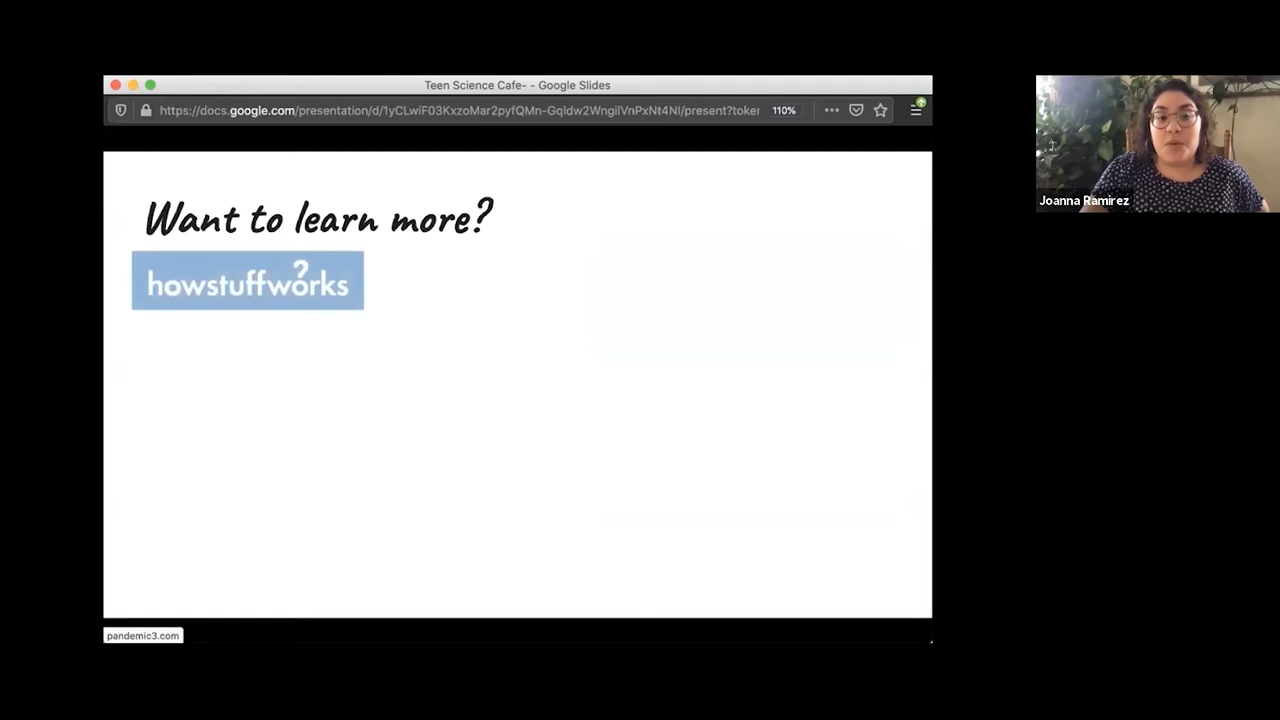 Teen Science Cafe- - Google Slides
https://docs.google.com/presentation/d/1yCLwiF03KxzoMar2pyfQMn-Gqldw2WngilVnPxNt4NI/present?token
110%
Want to learn more?
howstuffworks
?
Joanna Ramirez
pandemic3.com